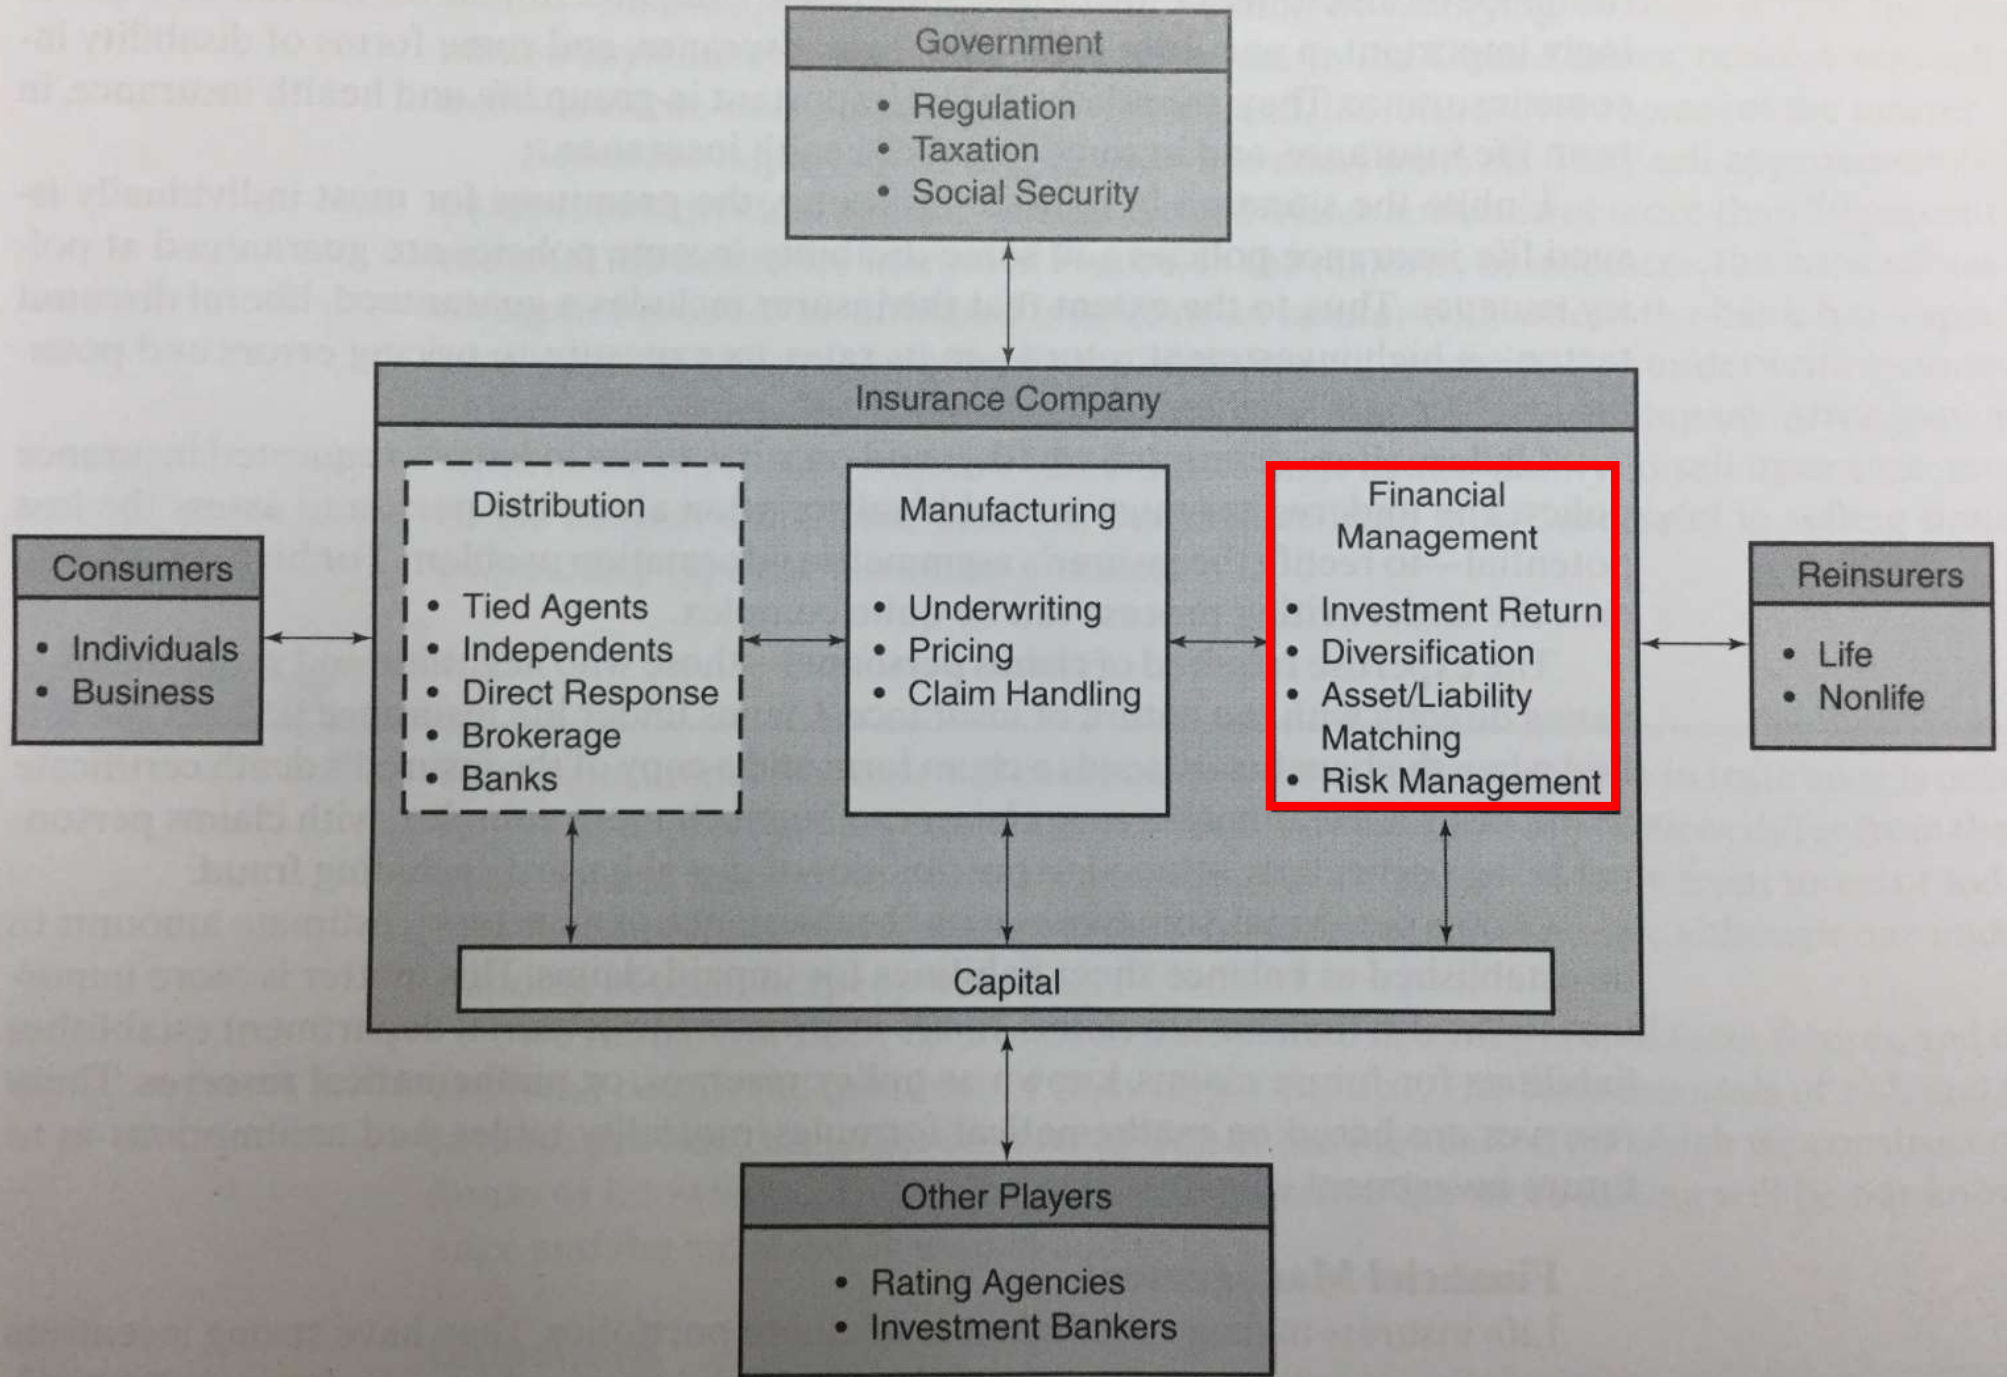 Government
• Regulation
• Taxation
• Social Security
Insurance Company
Consumers
• Individuals
• Business
Distribution
• Tied Agents
• Independents
• Direct Response
• Brokerage
• Banks
Manufacturing
• Underwriting
• Pricing
• Claim Handling
Financial
Management
• Investment Return
• Diversification
• Asset/Liability
Matching
• Risk Management
Reinsurers
• Life
• Nonlife
Capital
Other Players
• Rating Agencies
• Investment Bankers